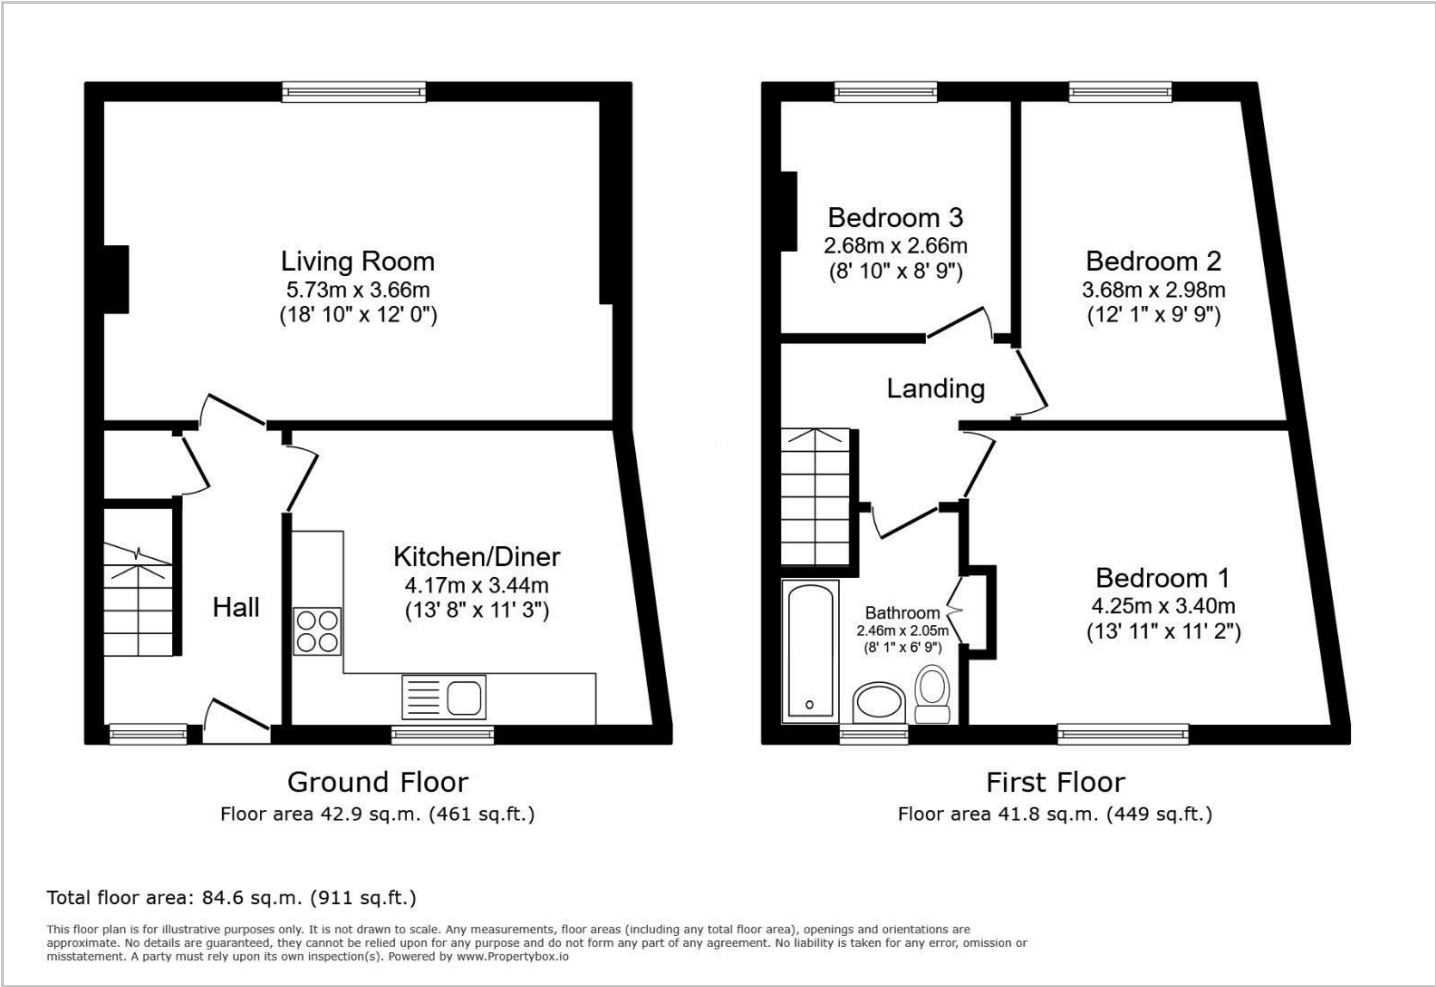 Living Room
5.73m x 3.66m
(18' 10" x 12' 0")
Kitchen/Diner
4.17m x 3.44m
(13' 8" x 11' 3")
Hall
Ground Floor
Floor area 42.9 sq.m. (461 sq.ft.)
Bedroom 3
2.68m x 2.66m
(8' 10" x 8' 9")
Bedroom 2
3.68m x 2.98m
(12' 1" x 9' 9")
Landing
Bedroom 1
4.25m x 3.40m
(13' 11" x 11' 2")
Bathroom
2.46m x 2.05m
(8' 1" x 6' 9")
First Floor
Floor area 41.8 sq.m. (449 sq.ft.)
Total floor area: 84.6 sq.m. (911 sq.ft.)
This floor plan is for illustrative purposes only. It is not drawn to scale. Any measurements, floor areas (including any total floor area), openings and orientations are
approximate. No details are guaranteed, they cannot be relied upon for any purpose and do not form any part of any agreement. No liability is taken for any error, omission or
misstatement. A party must rely upon its own inspection(s). Powered by www.Propertybox.io